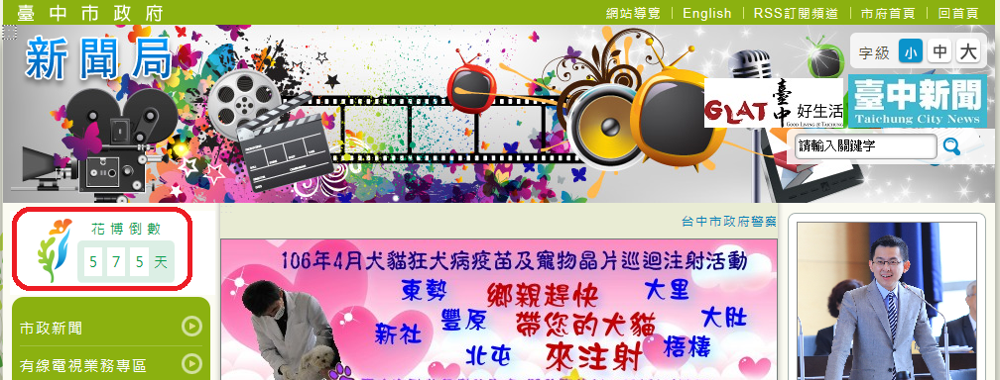 臺中市政府
網站導覽 | English | RSS訂閱頻道 | 市府首頁 | 回首頁
新聞局
字級 小 中 大
GLAT 臺中 好生活
GOOD LIVING @ TAICHUNG
臺中新聞
Taichung City News
請輸入關鍵字
花博倒數
575天
台中市政府警察
106年4月犬貓狂犬病疫苗及寵物晶片巡迴注射活動
東勢
鄉親趕快
大里
新社
豐原
帶您的犬貓
大肚
北屯
來注射
梧棲
市政新聞
有線電視業務專區